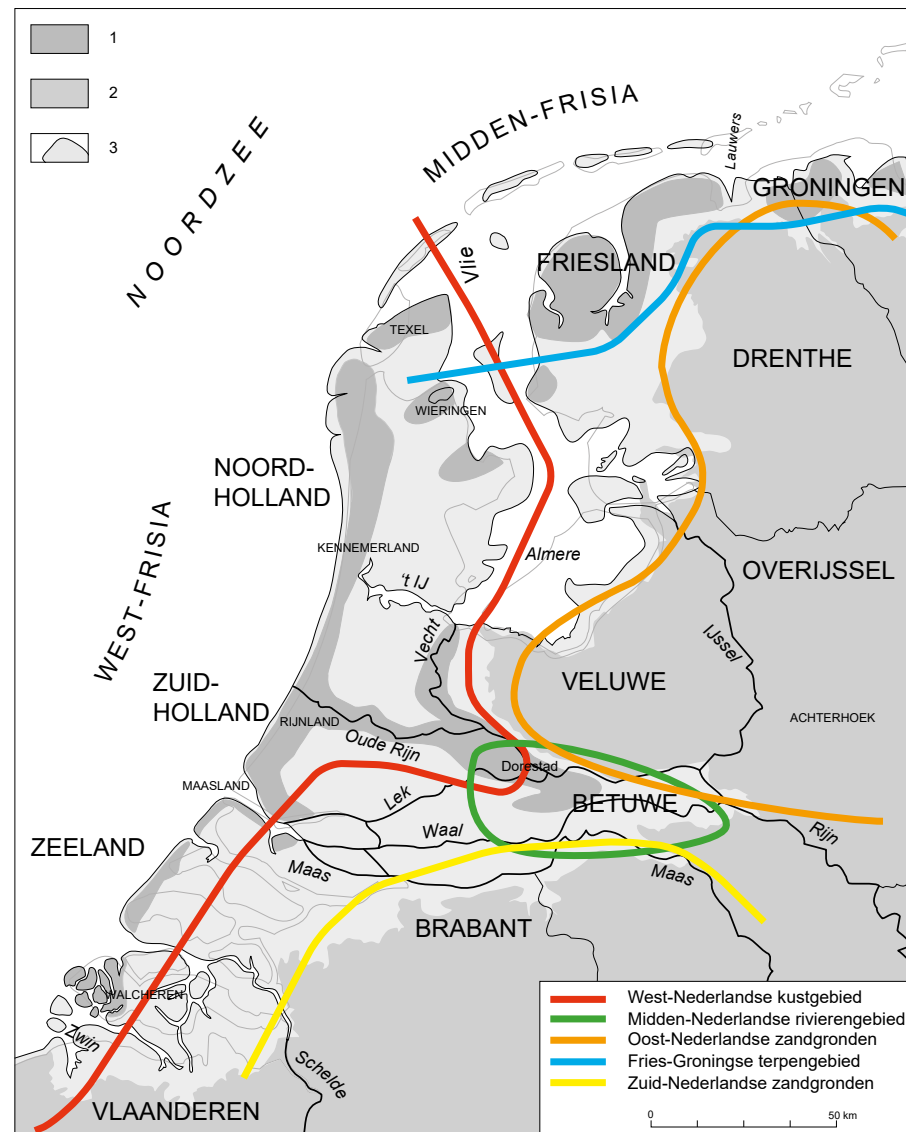 1
2
3
NOORDZEE
MIDDEN-FRISIA
Lauwers
GRONINGEN
Vlie
FRIESLAND
TEXEL
DRENTHE
WIERINGEN
NOORD-
HOLLAND
WEST-FRISIA
KENNEMERLAND
Almere
't IJ
OVERIJSSEL
IJssel
Vecht
ZUID-
HOLLAND
VELUWE
RIJNLAND
ACHTERHOEK
Oude Rijn
Dorestad
MAASLAND
Lek
BETUWE
ZEELAND
Waal
Rijn
Maas
Maas
BRABANT
WALCHEREN
Zwin
Schelde
VLAANDEREN
West-Nederlandse kustgebied
Midden-Nederlandse rivierengebied
Oost-Nederlandse zandgronden
Fries-Groningse terpengebied
Zuid-Nederlandse zandgronden
0 50 km